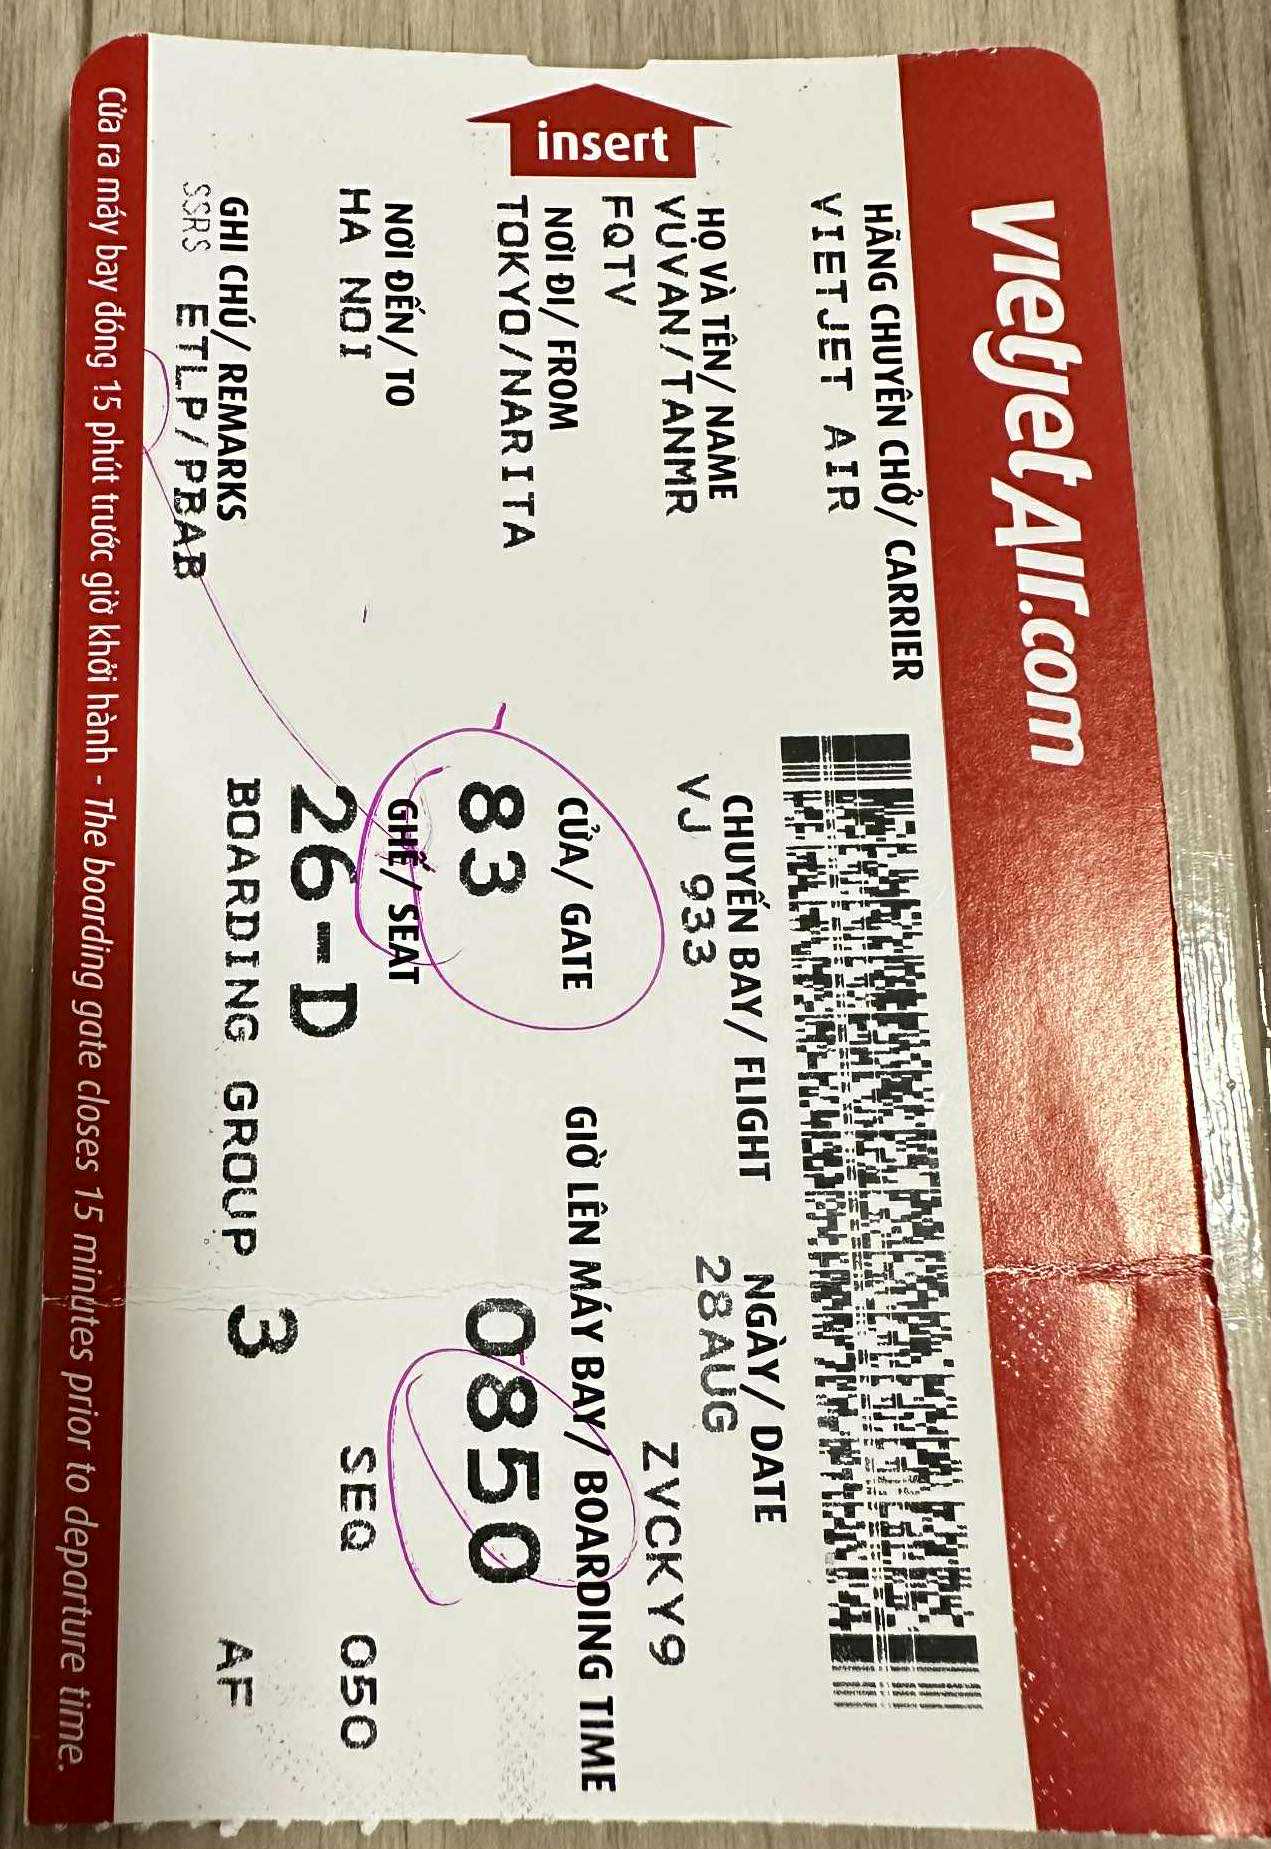 vietjetAir.com
HÃNG CHUYÊN CHỞ/ CARRIER
VIETJET AIR
HỌ VÀ TÊN/ NAME
VUVAN/TANMR
FQTV
NƠI ĐI/ FROM
TOKYO/NARITA
NƠI ĐẾN/ TO
HA NOI
GHI CHÚ/ REMARKS
SSRS ETLP/PBAB
CHUYẾN BAY/ FLIGHT
VJ 933
NGÀY/ DATE
28AUG
ZVCKY9
CỬA/ GATE
83
GIỜ LÊN MÁY BAY/ BOARDING TIME
0850
GHẾ/ SEAT
26-D
SEQ 050
BOARDING GROUP 3
AF
insert
Cửa ra máy bay đóng 15 phút trước giờ khởi hành - The boarding gate closes 15 minutes prior to departure time.